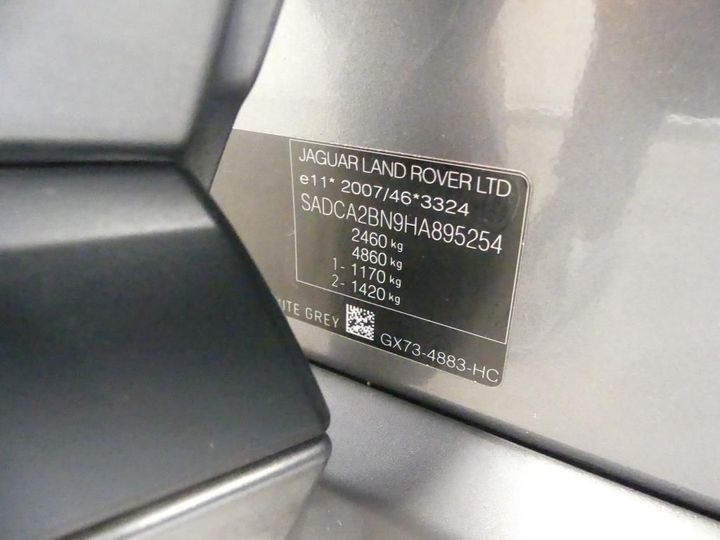 JAGUAR LAND ROVER LTD
e11* 2007/46*3324
SADCA2BN9HA895254
2460 kg
4860 kg
1- 1170 kg
2- 1420 kg
GREY
GX73-4883-HC